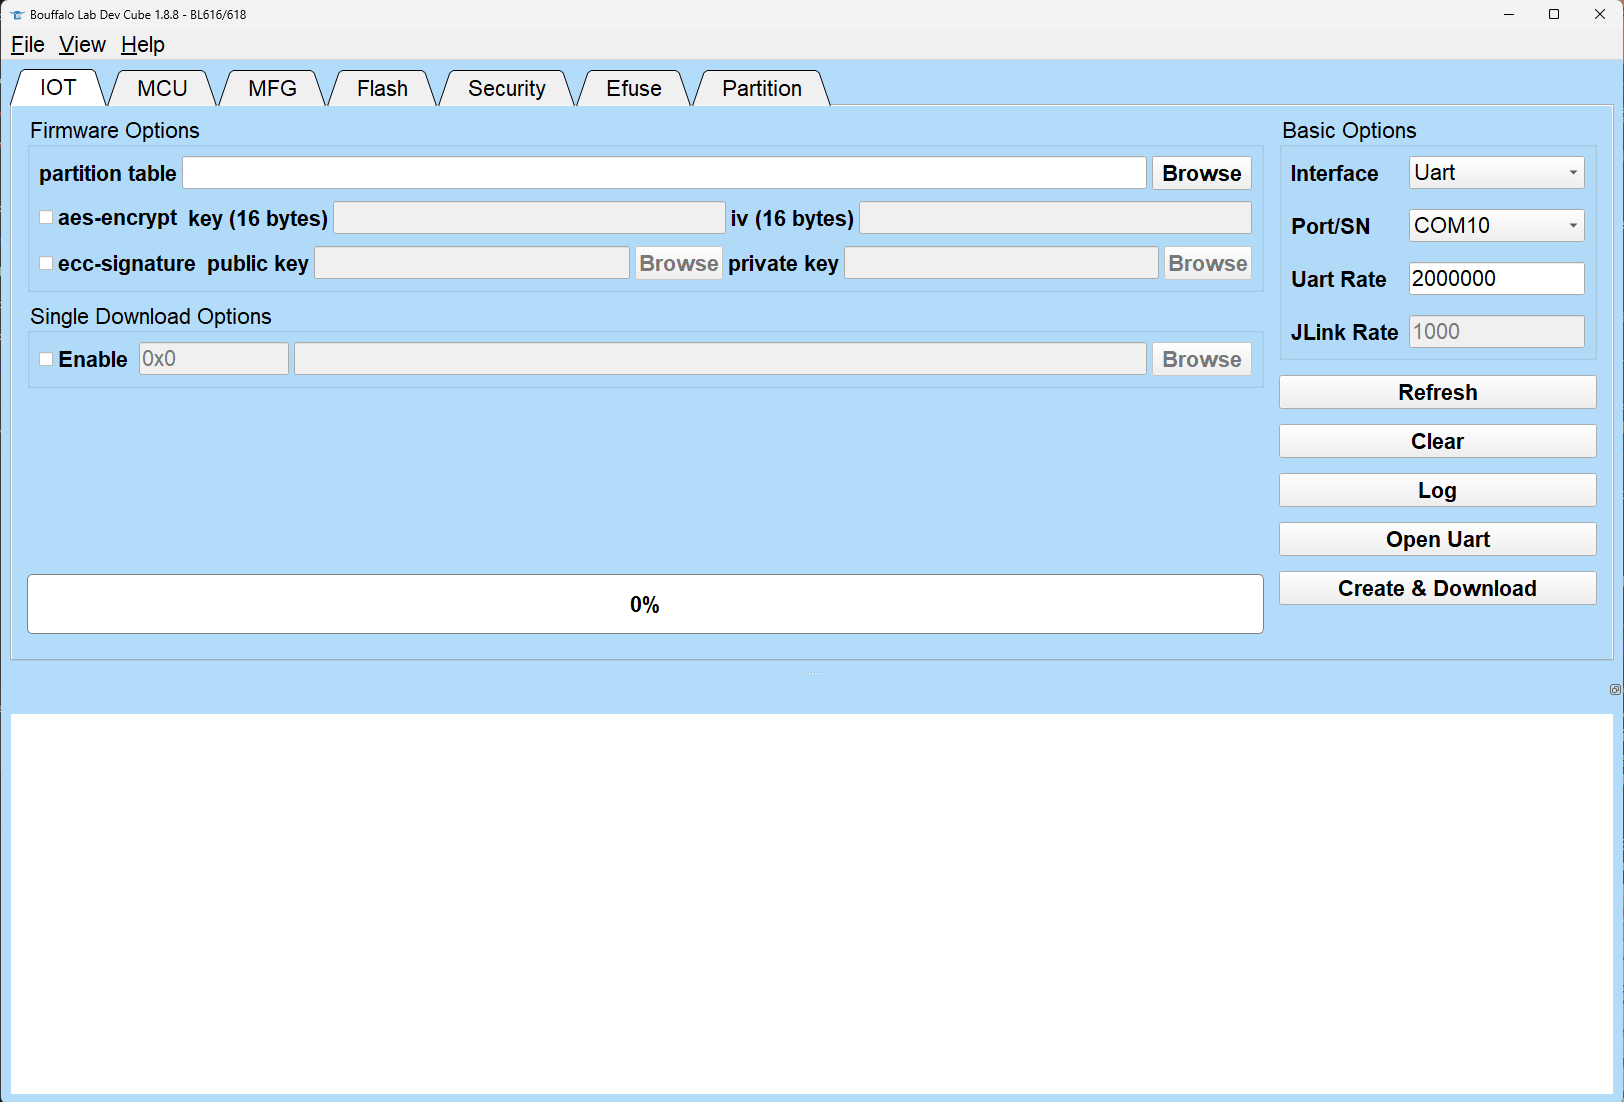 Bouffalo Lab Dev Cube 1.8.8 - BL616/618
File View Help
IOT MCU MFG Flash Security Efuse Partition
Firmware Options
partition table Browse
aes-encrypt key (16 bytes) iv (16 bytes)
ecc-signature public key Browse private key Browse
Single Download Options
Enable 0x0 Browse
0%
Basic Options
Interface Uart
Port/SN COM10
Uart Rate 2000000
JLink Rate 1000
Refresh
Clear
Log
Open Uart
Create & Download